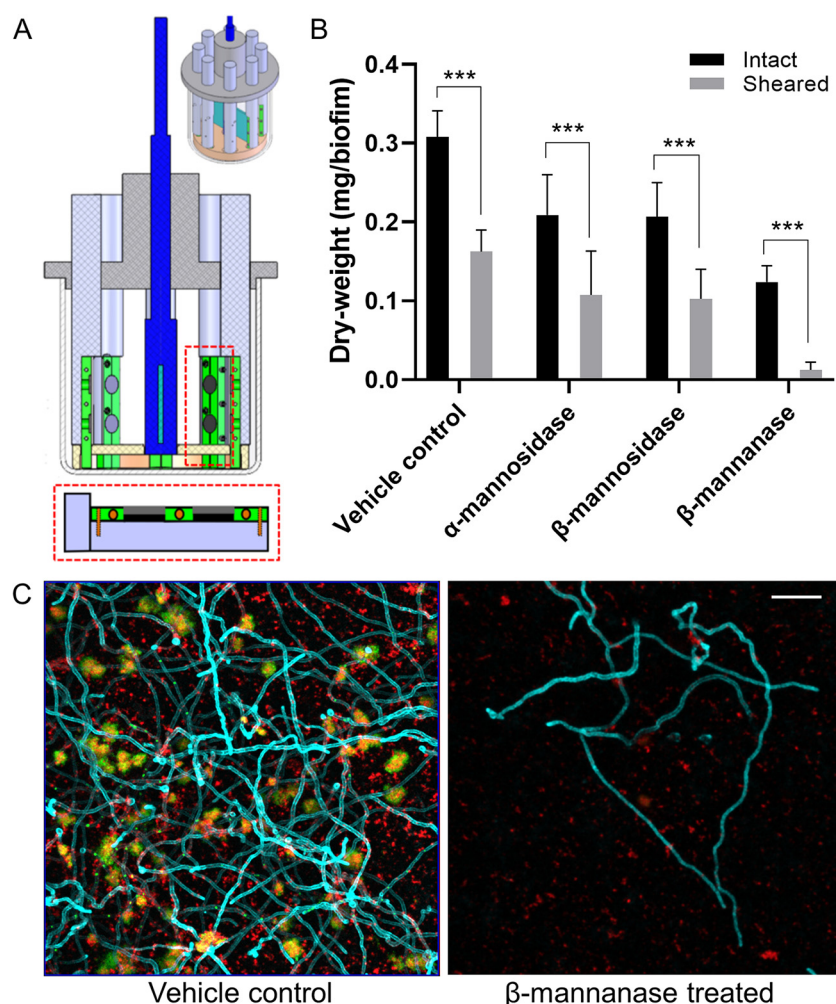 A
B
Intact
Sheared
***
***
***
***
Dry-weight (mg/biofim)
0.4
0.3
0.2
0.1
0.0
Vehicle control
α-mannosidase
β-mannosidase
β-mannanase
C
Vehicle control
β-mannanase treated